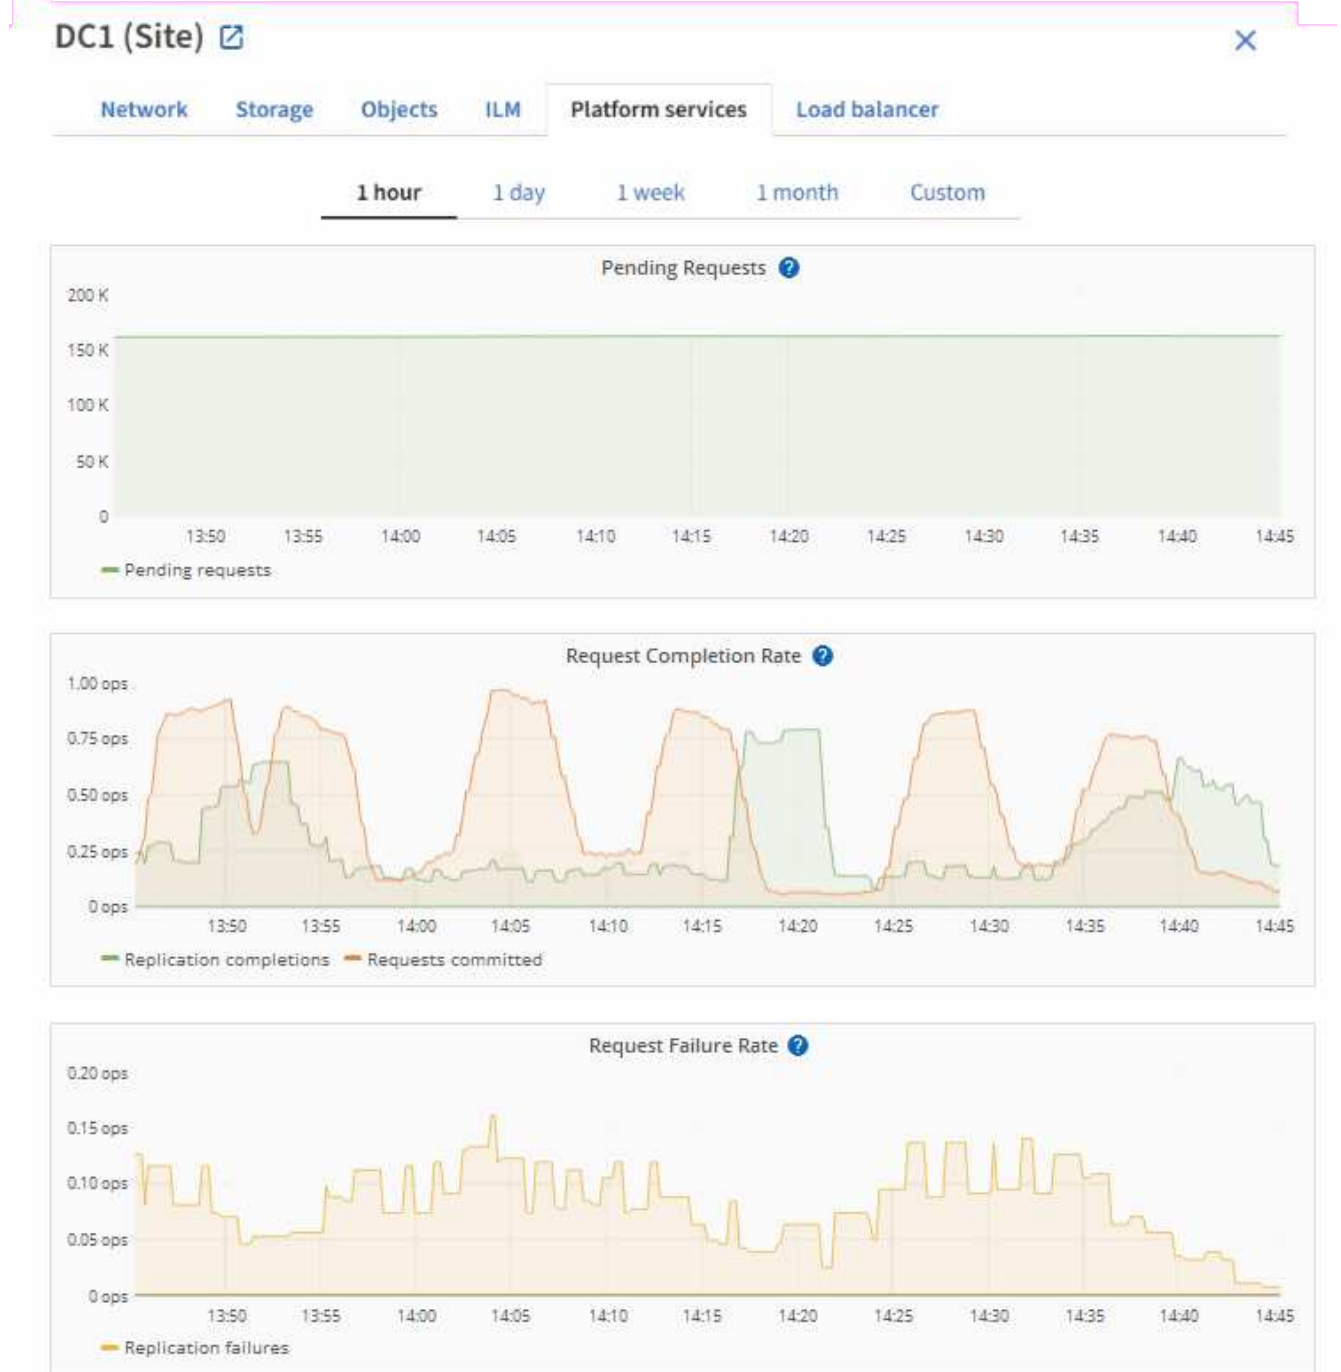 DC1 (Site)
Network Storage Objects ILM Platform services Load balancer
1 hour 1 day 1 week 1 month Custom
Pending Requests ?
200 K
150 K
100 K
50 K
0
13:50 13:55 14:00 14:05 14:10 14:15 14:20 14:25 14:30 14:35 14:40 14:45
Pending requests
Request Completion Rate ?
1.00 ops
0.75 ops
0.50 ops
0.25 ops
0 ops
13:50 13:55 14:00 14:05 14:10 14:15 14:20 14:25 14:30 14:35 14:40 14:45
Replication completions Requests committed
Request Failure Rate ?
0.20 ops
0.15 ops
0.10 ops
0.05 ops
0 ops
13:50 13:55 14:00 14:05 14:10 14:15 14:20 14:25 14:30 14:35 14:40 14:45
Replication failures